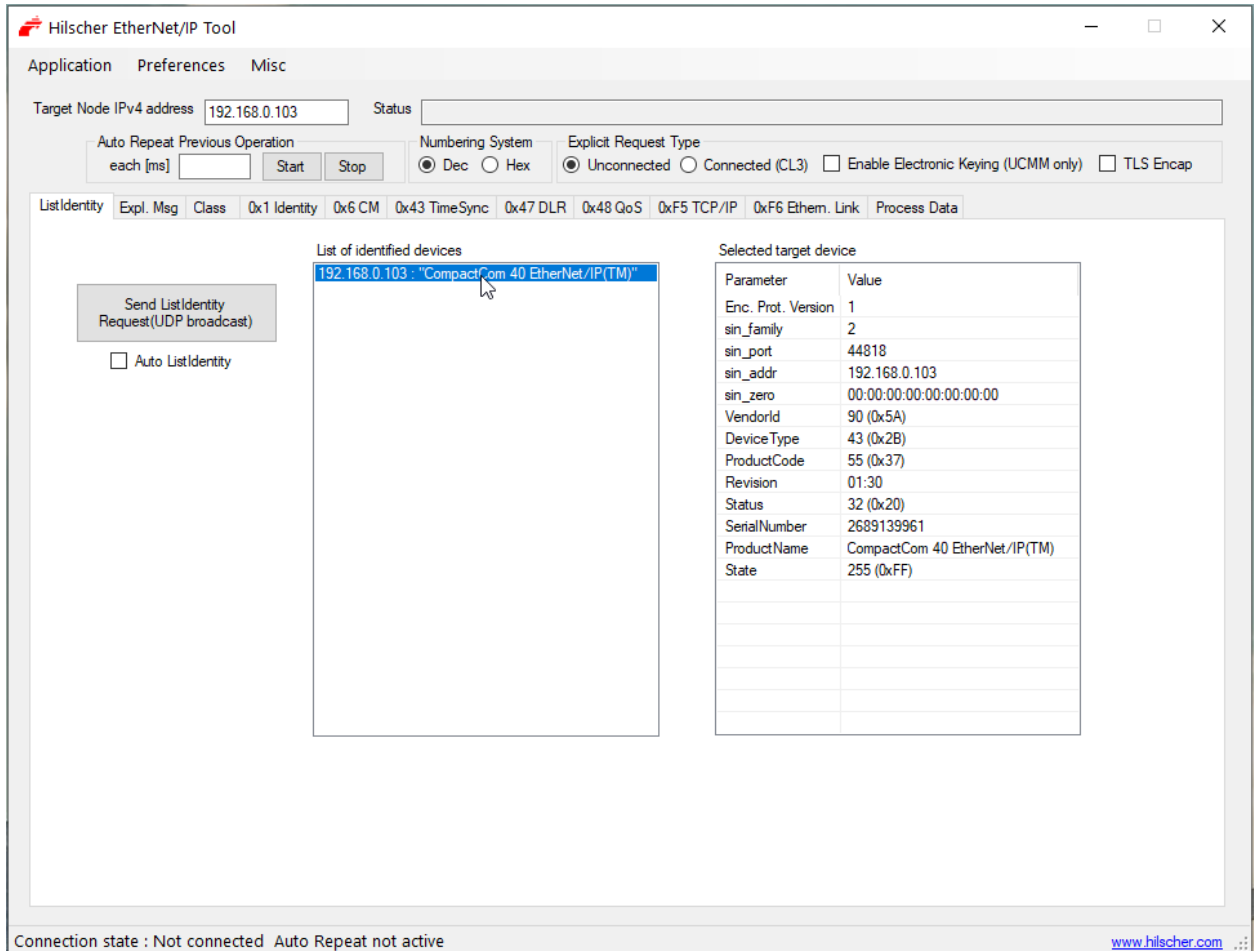 Hilscher EtherNet/IP Tool
Application Preferences Misc
Target Node IPv4 address 192.168.0.103 Status
Auto Repeat Previous Operation Numbering System Explicit Request Type
each [ms] Start Stop Dec Hex Unconnected Connected (CL3) Enable Electronic Keying (UCMM only) TLS Encap
ListIdentity Expl. Msg Class 0x1 Identity 0x6 CM 0x43 TimeSync 0x47 DLR 0x48 QoS 0xF5 TCP/IP 0xF6 Ethern. Link Process Data
List of identified devices Selected target device
192.168.0.103 : "CompactCom 40 EtherNet/IP(TM)"
Send ListIdentity
Request(UDP broadcast)
Auto ListIdentity
Parameter Value
Enc. Prot. Version 1
sin_family 2
sin_port 44818
sin_addr 192.168.0.103
sin_zero 00:00:00:00:00:00:00:00
VendorId 90 (0x5A)
DeviceType 43 (0x2B)
ProductCode 55 (0x37)
Revision 01:30
Status 32 (0x20)
SerialNumber 2689139961
ProductName CompactCom 40 EtherNet/IP(TM)
State 255 (0xFF)
Connection state : Not connected Auto Repeat not active www.hilscher.com